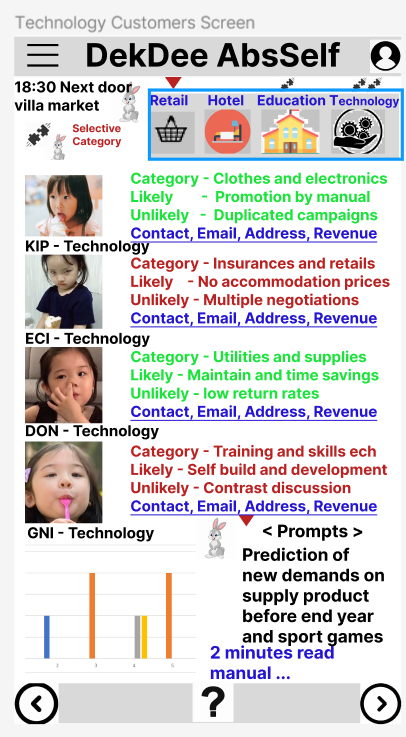 Technology Customers Screen
DekDee AbsSelf
18:30 Next door
villa market
Selective
Category
Retail
Hotel
Education
Technology
Category - Clothes and electronics
Likely - Promotion by manual
Unlikely - Duplicated campaigns
Contact, Email, Address, Revenue
KIP - Technology
Category - Insurances and retails
Likely - No accommodation prices
Unlikely - Multiple negotiations
Contact, Email, Address, Revenue
ECI - Technology
Category - Utilities and supplies
Likely - Maintain and time savings
Unlikely - low return rates
Contact, Email, Address, Revenue
DON - Technology
Category - Training and skills ech
Likely - Self build and development
Unlikely - Contrast discussion
Contact, Email, Address, Revenue
GNI - Technology
2 3 4 5
< Prompts >
Prediction of
new demands on
supply product
before end year
and sport games
2 minutes read
manual ...
?